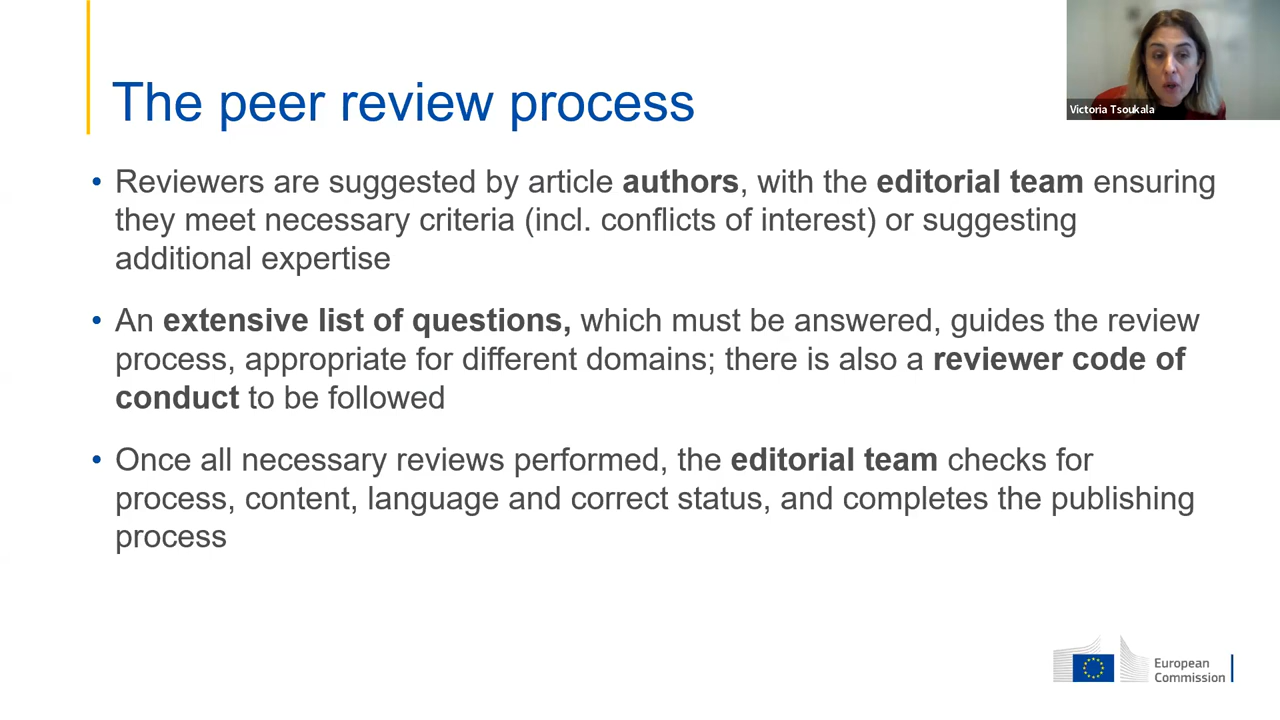 The peer review process
Victoria Tsoukala
• Reviewers are suggested by article authors, with the editorial team ensuring
they meet necessary criteria (incl. conflicts of interest) or suggesting
additional expertise
• An extensive list of questions, which must be answered, guides the review
process, appropriate for different domains; there is also a reviewer code of
conduct to be followed
• Once all necessary reviews performed, the editorial team checks for
process, content, language and correct status, and completes the publishing
process
European
Commission